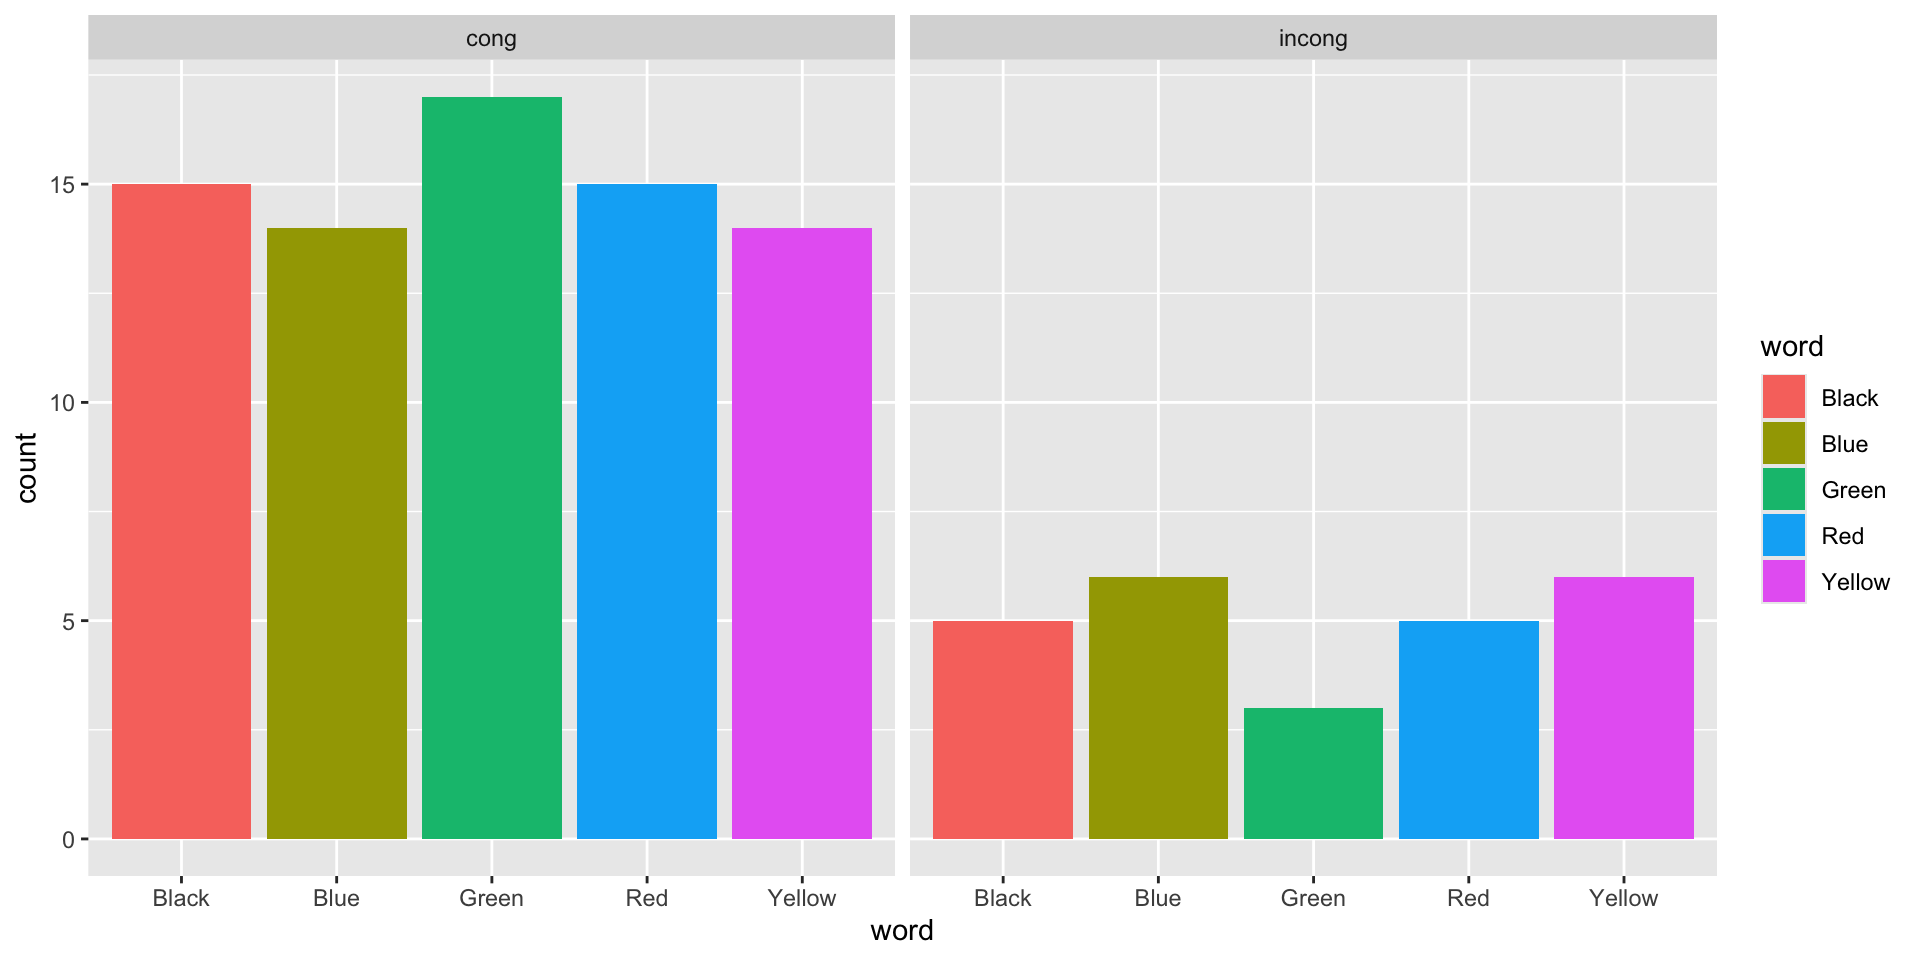 cong
incong
15
10
5
0
count
Black
Blue
Green
Red
Yellow
Black
Blue
Green
Red
Yellow
word
word
Black
Blue
Green
Red
Yellow